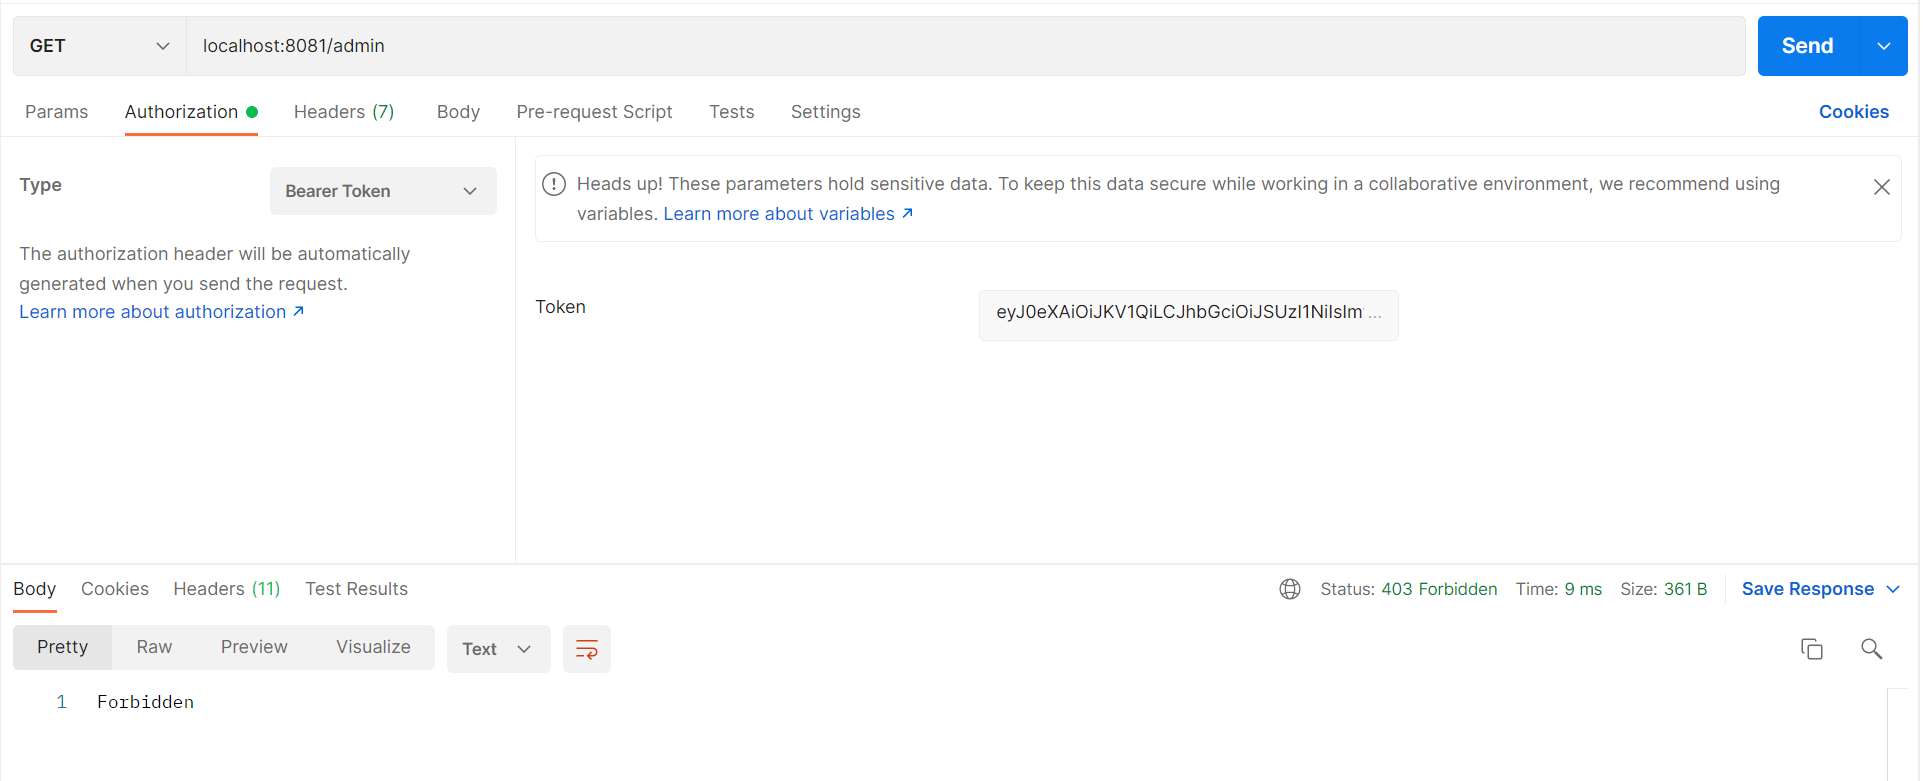 GET localhost:8081/admin Send
Params Authorization Headers (7) Body Pre-request Script Tests Settings Cookies
Type Bearer Token
The authorization header will be automatically
generated when you send the request.
Learn more about authorization ↗
Heads up! These parameters hold sensitive data. To keep this data secure while working in a collaborative environment, we recommend using
variables. Learn more about variables ↗
Token eyJ0eXAiOiJKV1QiLCJhbGciOiJSUzI1NiIsIm ...
Body Cookies Headers (11) Test Results Status: 403 Forbidden Time: 9 ms Size: 361 B Save Response
Pretty Raw Preview Visualize Text
1 Forbidden